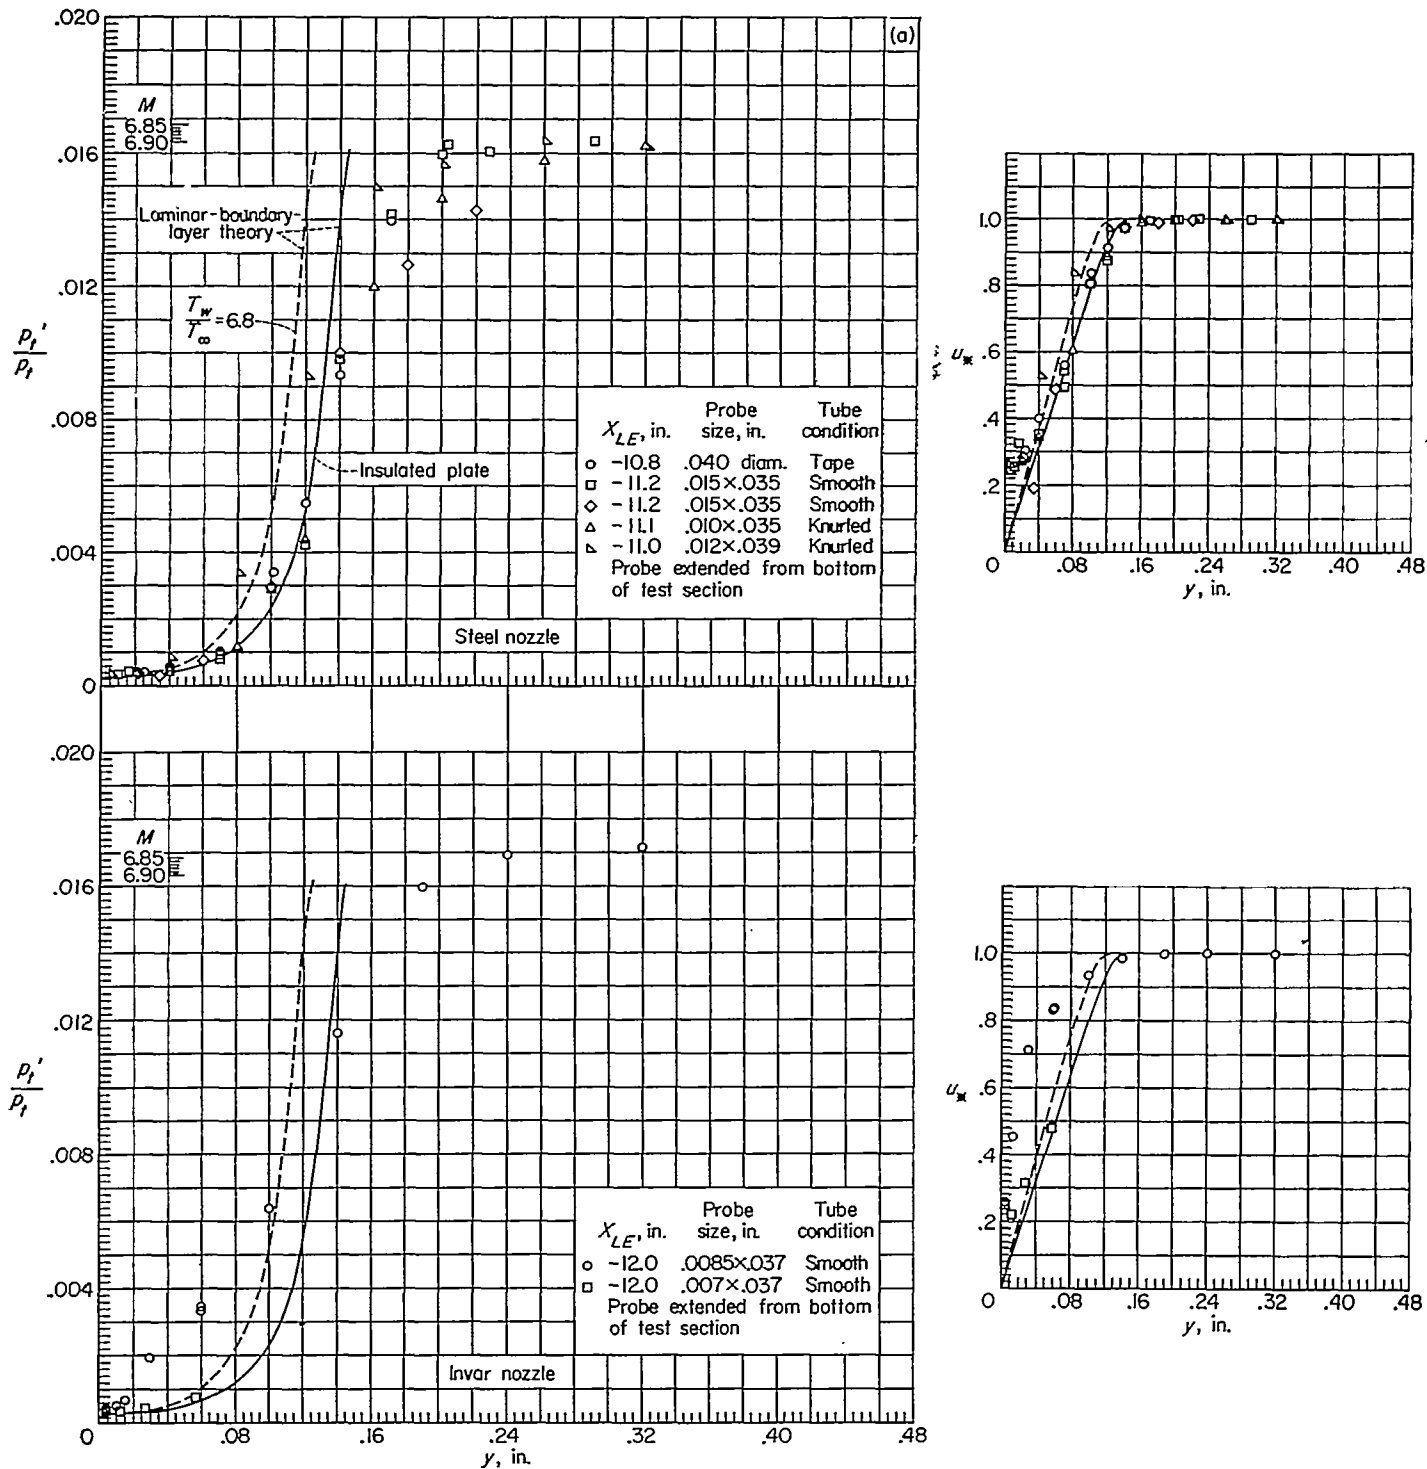 .020
(a)
M
6.85
6.90
.016
Laminar-boundary-
layer theory
.012
T_w/T_∞ = 6.8
p_t'/p_t
.008
Insulated plate
X_LE, in. Probe size, in. Tube condition
○ -10.8 .040 diam. Tape
□ -11.2 .015×.035 Smooth
◇ -11.2 .015×.035 Smooth
△ -11.1 .010×.035 Knurled
◺ -11.0 .012×.039 Knurled
Probe extended from bottom
of test section
.004
Steel nozzle
0
1.0
.8
.6
u_*
.4
.2
0 .08 .16 .24 .32 .40 .48
y, in.
.020
M
6.85
6.90
.016
.012
p_t'/p_t
.008
X_LE, in. Probe size, in. Tube condition
○ -12.0 .0085×.037 Smooth
□ -12.0 .007×.037 Smooth
Probe extended from bottom
of test section
.004
Invar nozzle
0 .08 .16 .24 .32 .40 .48
y, in.
1.0
.8
.6
u_*
.4
.2
0 .08 .16 .24 .32 .40 .48
y, in.